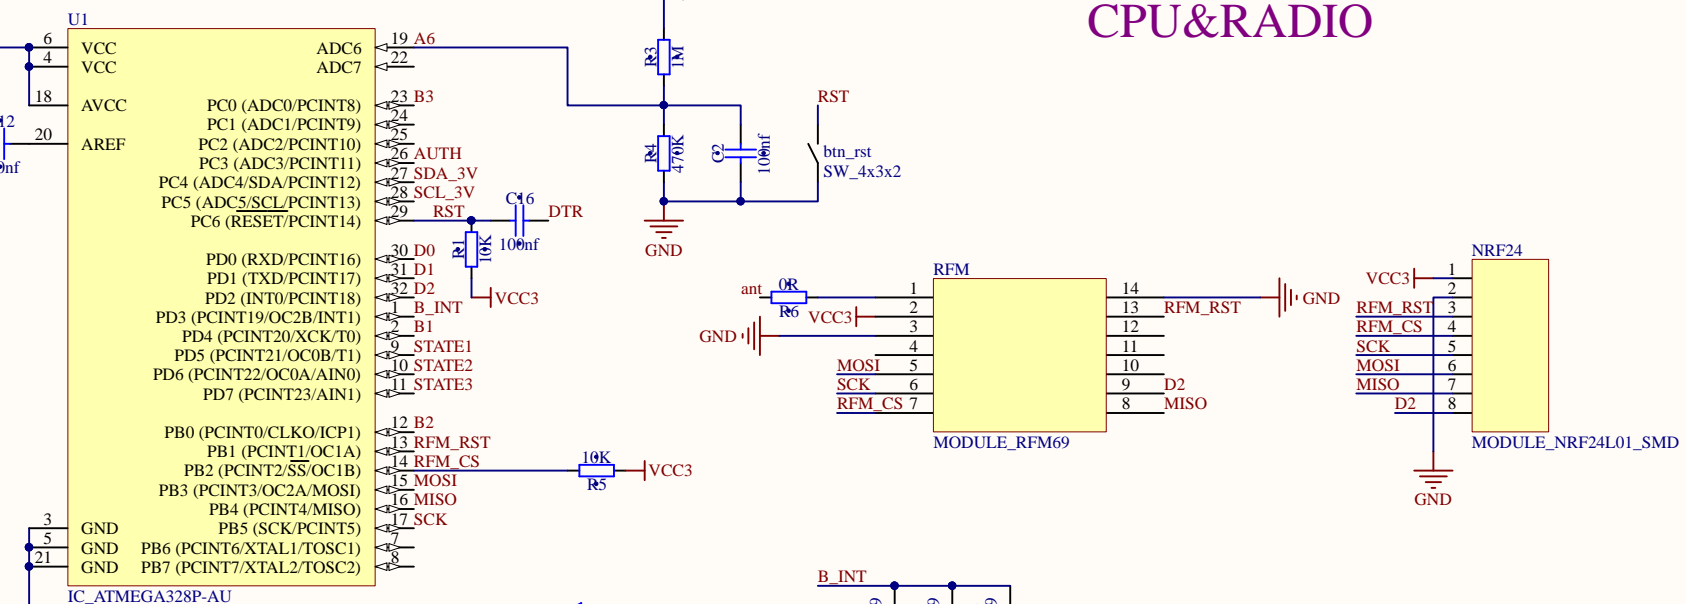 CPU&RADIO
U1
6 VCC
4 VCC
18 AVCC
20 AREF
3 GND
5 GND
21 GND
12
0nf
ADC6 19 A6
ADC7 22
PC0 (ADC0/PCINT8) 23 B3
PC1 (ADC1/PCINT9) 24
PC2 (ADC2/PCINT10) 25
PC3 (ADC3/PCINT11) 26 AUTH
PC4 (ADC4/SDA/PCINT12) 27 SDA_3V
PC5 (ADC5/SCL/PCINT13) 28 SCL_3V
PC6 (RESET/PCINT14) 29 RST
PD0 (RXD/PCINT16) 30 D0
PD1 (TXD/PCINT17) 31 D1
PD2 (INT0/PCINT18) 32 D2
PD3 (PCINT19/OC2B/INT1) 1 B_INT
PD4 (PCINT20/XCK/T0) 2 B1
PD5 (PCINT21/OC0B/T1) 9 STATE1
PD6 (PCINT22/OC0A/AIN0) 10 STATE2
PD7 (PCINT23/AIN1) 11 STATE3
PB0 (PCINT0/CLKO/ICP1) 12 B2
PB1 (PCINT1/OC1A) 13 RFM_RST
PB2 (PCINT2/SS/OC1B) 14 RFM_CS
PB3 (PCINT3/OC2A/MOSI) 15 MOSI
PB4 (PCINT4/MISO) 16 MISO
PB5 (SCK/PCINT5) 17 SCK
PB6 (PCINT6/XTAL1/TOSC1) 7
PB7 (PCINT7/XTAL2/TOSC2) 8
IC_ATMEGA328P-AU
C16
100nf
DTR
R1
10K
VCC3
10K
R5
VCC3
R3
1M
R4
470K
C2
100nf
GND
RST
btn_rst
SW_4x3x2
ant
0R
R6
VCC3
GND
MOSI
SCK
RFM_CS
RFM
1
2
3
4
5
6
7
14
13 RFM_RST
12
11
10
9 D2
8 MISO
MODULE_RFM69
GND
NRF24
VCC3 1
2
RFM_RST 3
RFM_CS 4
SCK 5
MOSI 6
MISO 7
D2 8
MODULE_NRF24L01_SMD
GND
B_INT
9
9
9